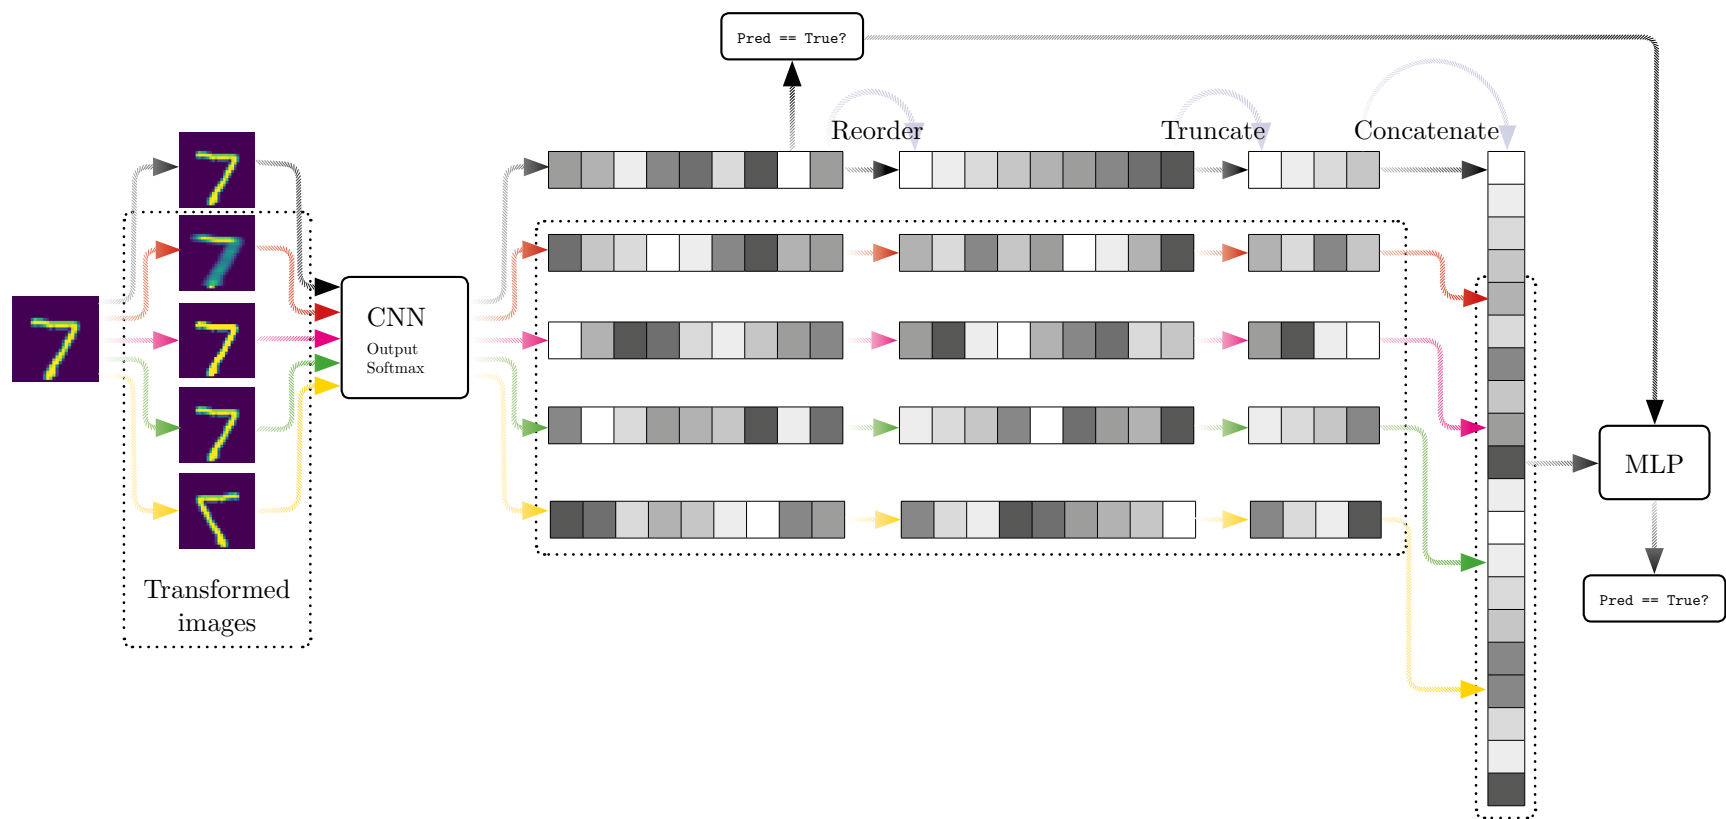 Pred == True?
Reorder
Truncate
Concatenate
CNN
Output
Softmax
MLP
Transformed
images
Pred == True?